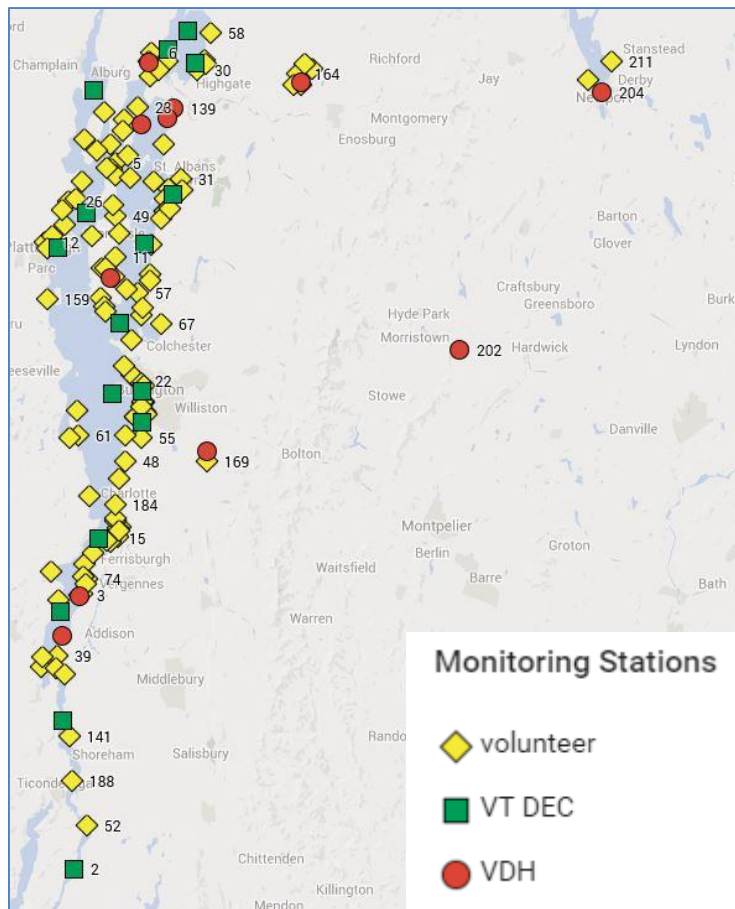 58
Stanstead
Champlain
6
Richford
211
Alburg
30
164
Jay
Derby
Highgate
Newport
204
23
139
Montgomery
Enosburg
5
St. Albans
31
26
49
Barton
12
Glover
11
Parc
57
Craftsbury
159
Greensboro
Hyde Park
67
Morristown
202
Hardwick
Lyndon
Colchester
22
Stowe
Williston
61
55
Danville
48
169
Bolton
Charlotte
184
Montpelier
15
Berlin
Groton
Ferrisburgh
Waitsfield
74
Vergennes
Barre
Bath
3
Warren
Addison
39
Monitoring Stations
Middlebury
141
volunteer
Shoreham
Salisbury
188
VT DEC
52
Chittenden
2
VDH
Killington
Mendon